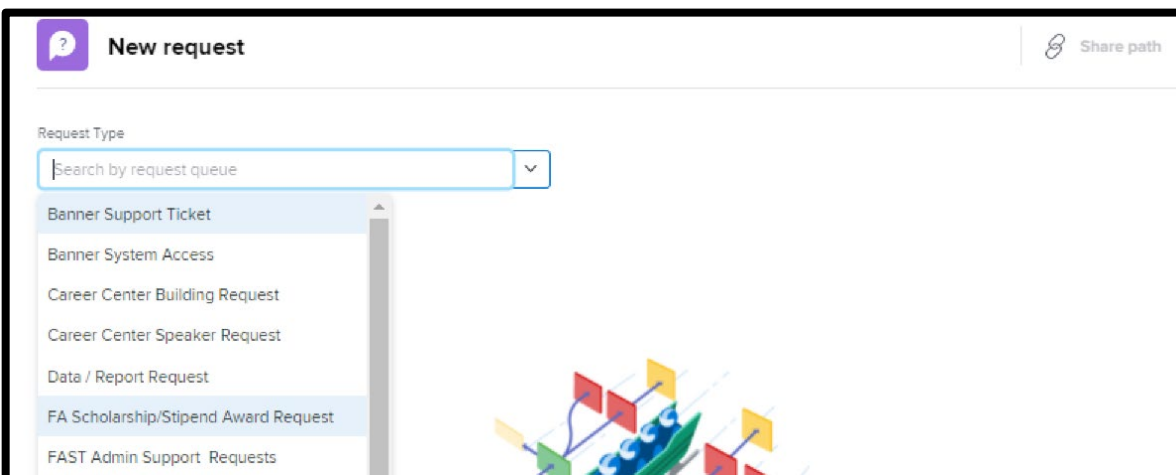 ?
New request
Share path
Request Type
Search by request queue
Banner Support Ticket
Banner System Access
Career Center Building Request
Career Center Speaker Request
Data / Report Request
FA Scholarship/Stipend Award Request
FAST Admin Support Requests